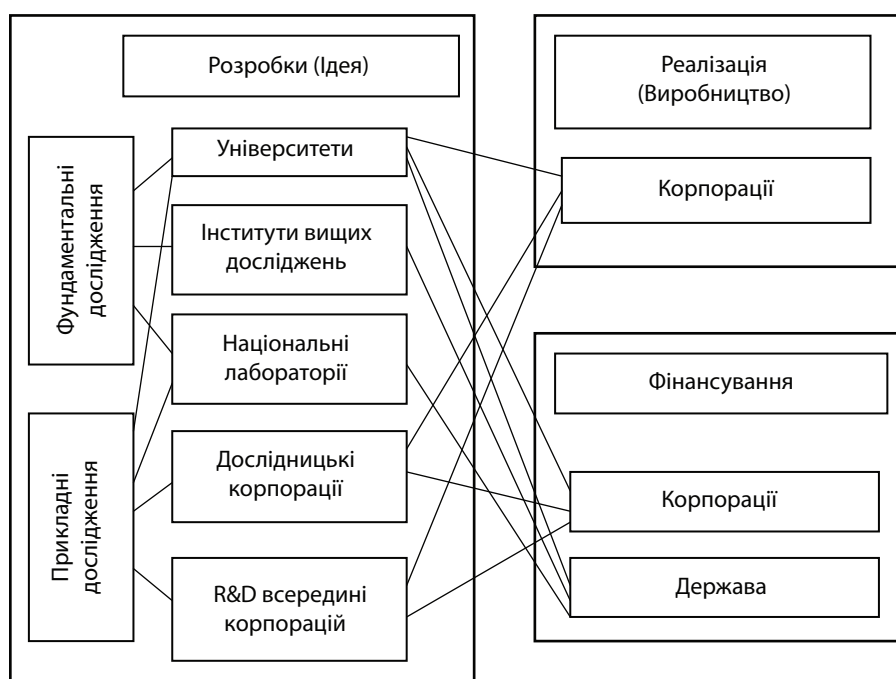 Розробки (Ідея)
Фундаментальні
дослідження
Прикладні
дослідження
Університети
Інститути вищих
досліджень
Національні
лабораторії
Дослідницькі
корпорації
R&D всередині
корпорацій
Реалізація
(Виробництво)
Корпорації
Фінансування
Корпорації
Держава